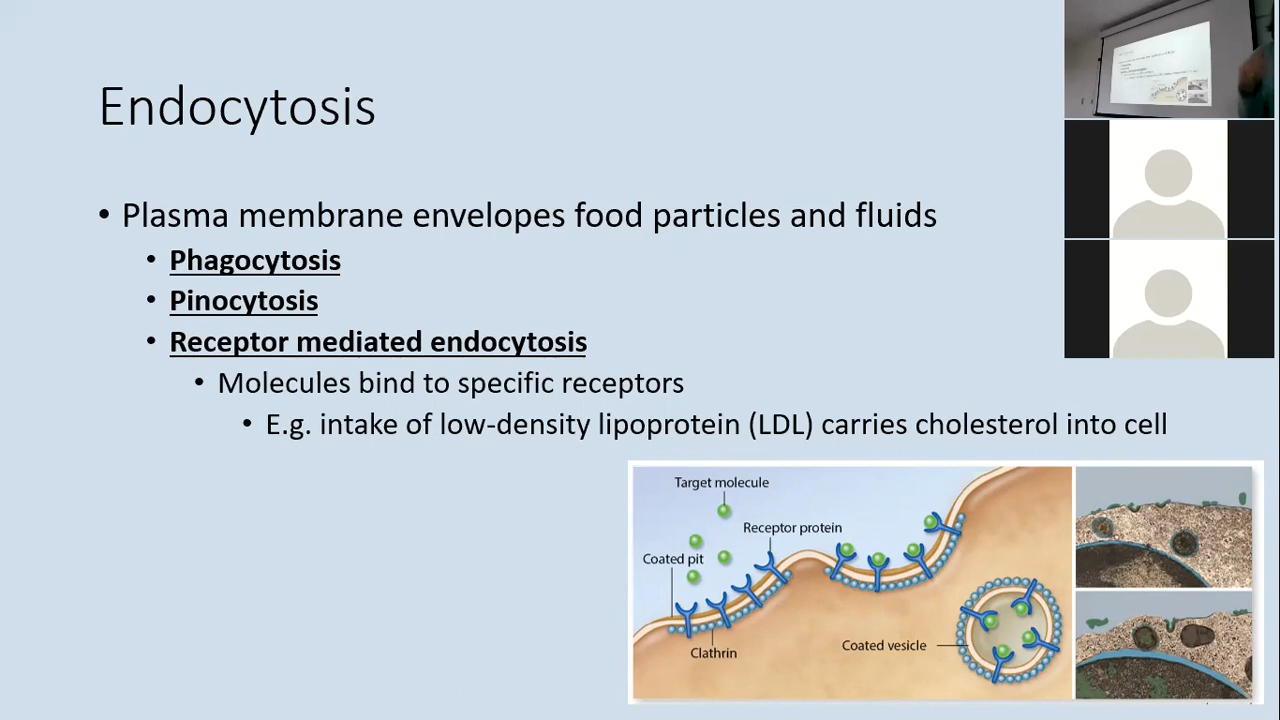 Endocytosis
• Plasma membrane envelopes food particles and fluids
• Phagocytosis
• Pinocytosis
• Receptor mediated endocytosis
• Molecules bind to specific receptors
• E.g. intake of low-density lipoprotein (LDL) carries cholesterol into cell
Target molecule
Receptor protein
Coated pit
Coated vesicle
Clathrin